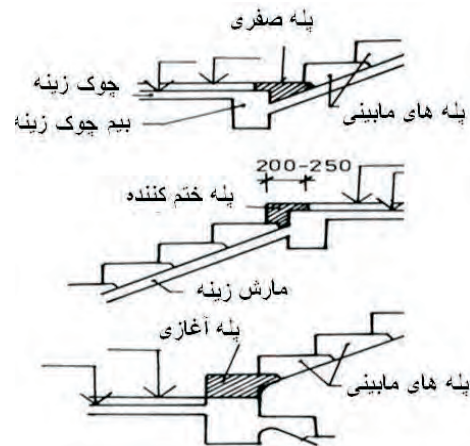 پله صفری
چوک زینه
بیم چوک زینه
پله های مابینی
200-250
پله ختم کننده
مارش زینه
پله آغازی
پله های مابینی